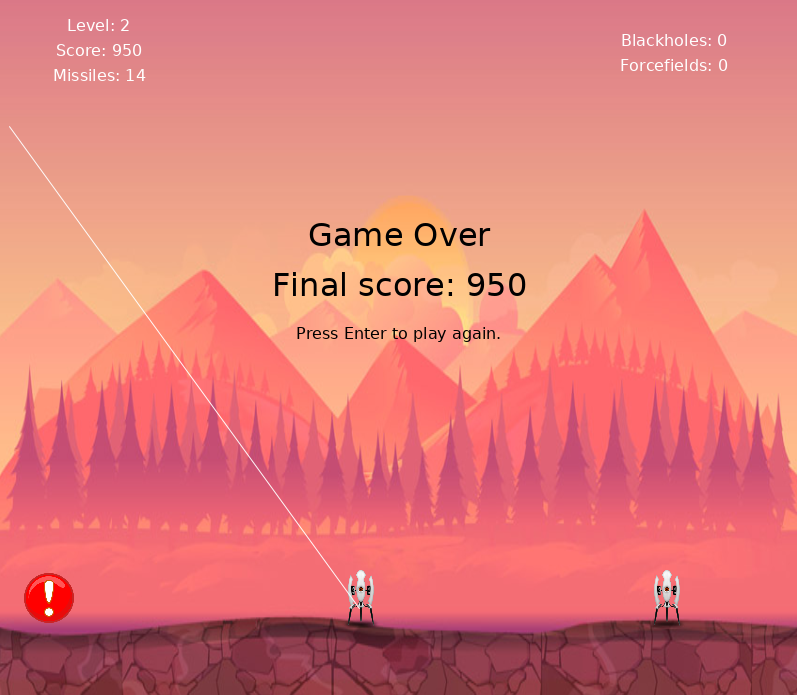 Level: 2
Score: 950
Missiles: 14
Blackholes: 0
Forcefields: 0
Game Over
Final score: 950
Press Enter to play again.